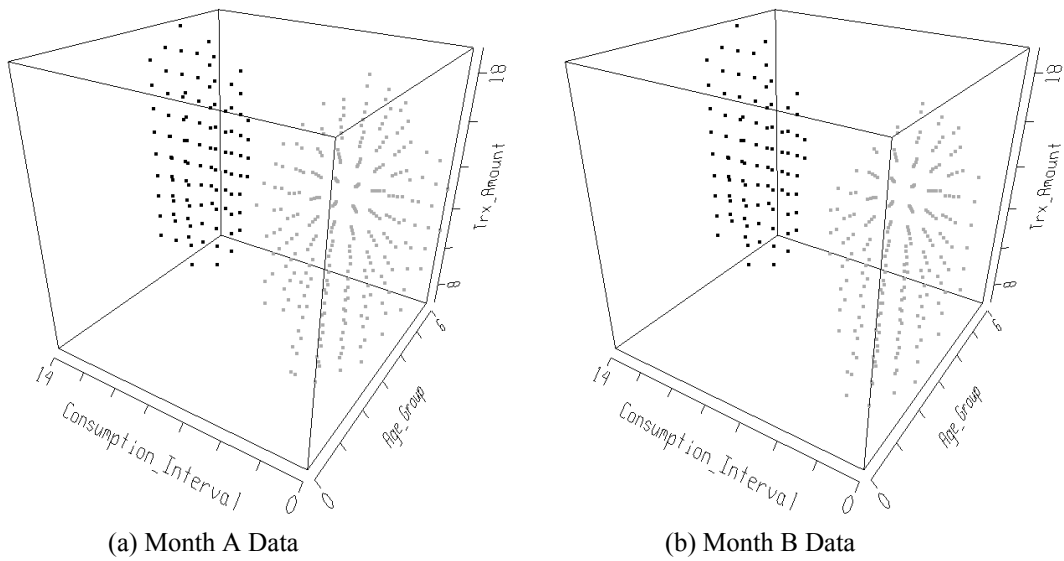 18
Trx_Amount
8
6
Age_Group
0
14
Consumption_Interval
0
(a) Month A Data
18
Trx_Amount
8
6
Age_Group
0
14
Consumption_Interval
0
(b) Month B Data